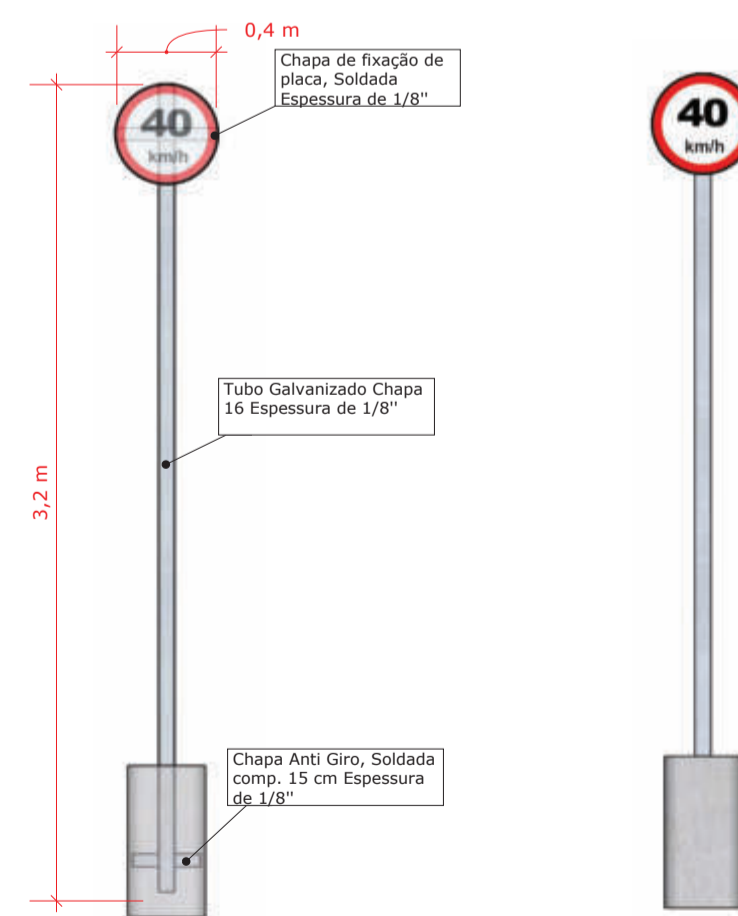 0,4 m
Chapa de fixação de
placa, Soldada
Espessura de 1/8''
40
km/h
40
km/h
Tubo Galvanizado Chapa
16 Espessura de 1/8''
3,2 m
Chapa Anti Giro, Soldada
comp. 15 cm Espessura
de 1/8''